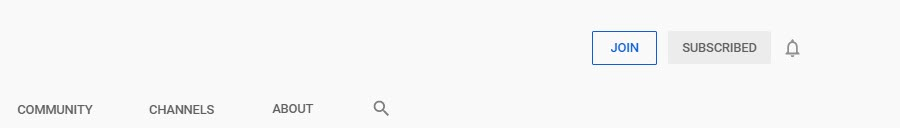 JOIN SUBSCRIBED
COMMUNITY CHANNELS ABOUT